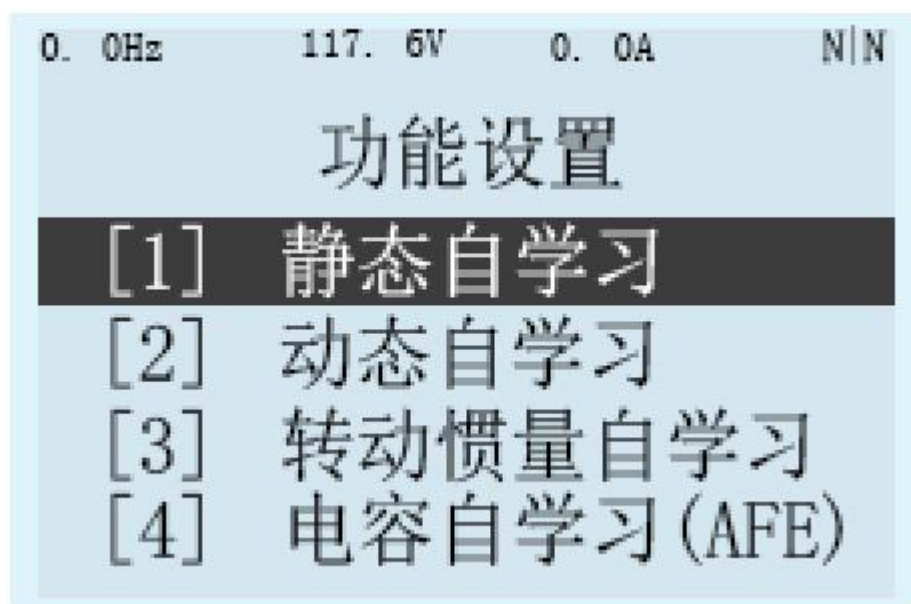 0. 0Hz 117. 6V 0. 0A N|N
功能设置
[1] 静态自学习
[2] 动态自学习
[3] 转动惯量自学习
[4] 电容自学习(AFE)